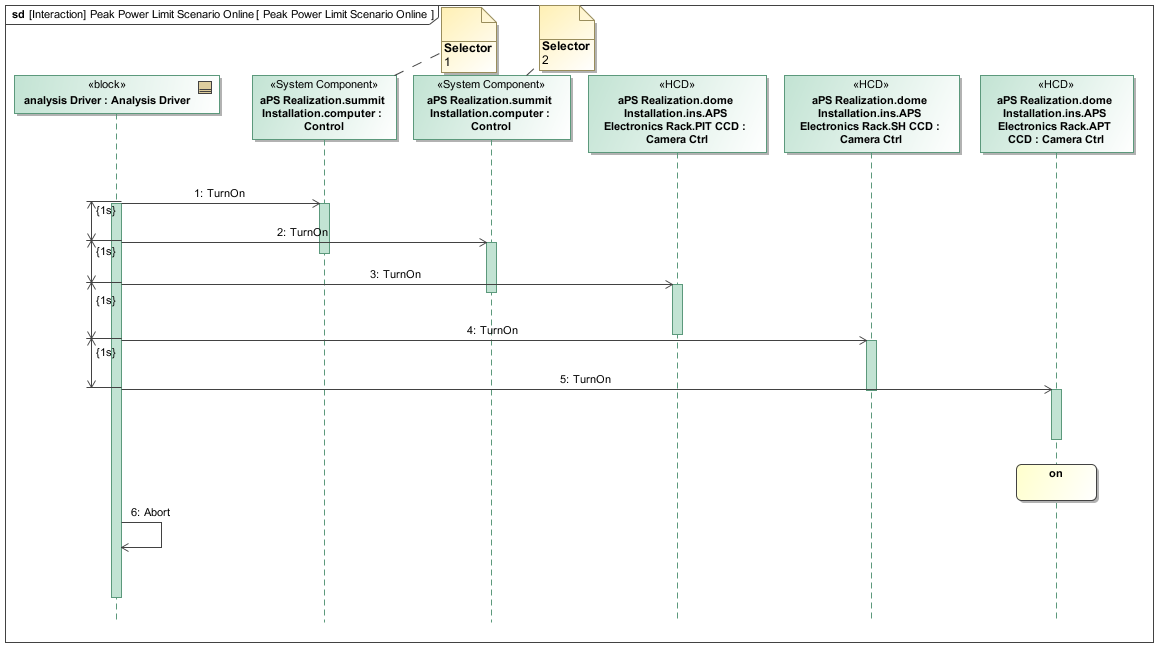 sd [Interaction] Peak Power Limit Scenario Online [ Peak Power Limit Scenario Online ]
Selector
1
Selector
2
«block»
analysis Driver : Analysis Driver
«System Component»
aPS Realization.summit
Installation.computer :
Control
«System Component»
aPS Realization.summit
Installation.computer :
Control
«HCD»
aPS Realization.dome
Installation.ins.APS
Electronics Rack.PIT CCD :
Camera Ctrl
«HCD»
aPS Realization.dome
Installation.ins.APS
Electronics Rack.SH CCD :
Camera Ctrl
«HCD»
aPS Realization.dome
Installation.ins.APS
Electronics Rack.APT
CCD : Camera Ctrl
1: TurnOn
{1s}
2: TurnOn
{1s}
3: TurnOn
{1s}
4: TurnOn
{1s}
5: TurnOn
on
6: Abort